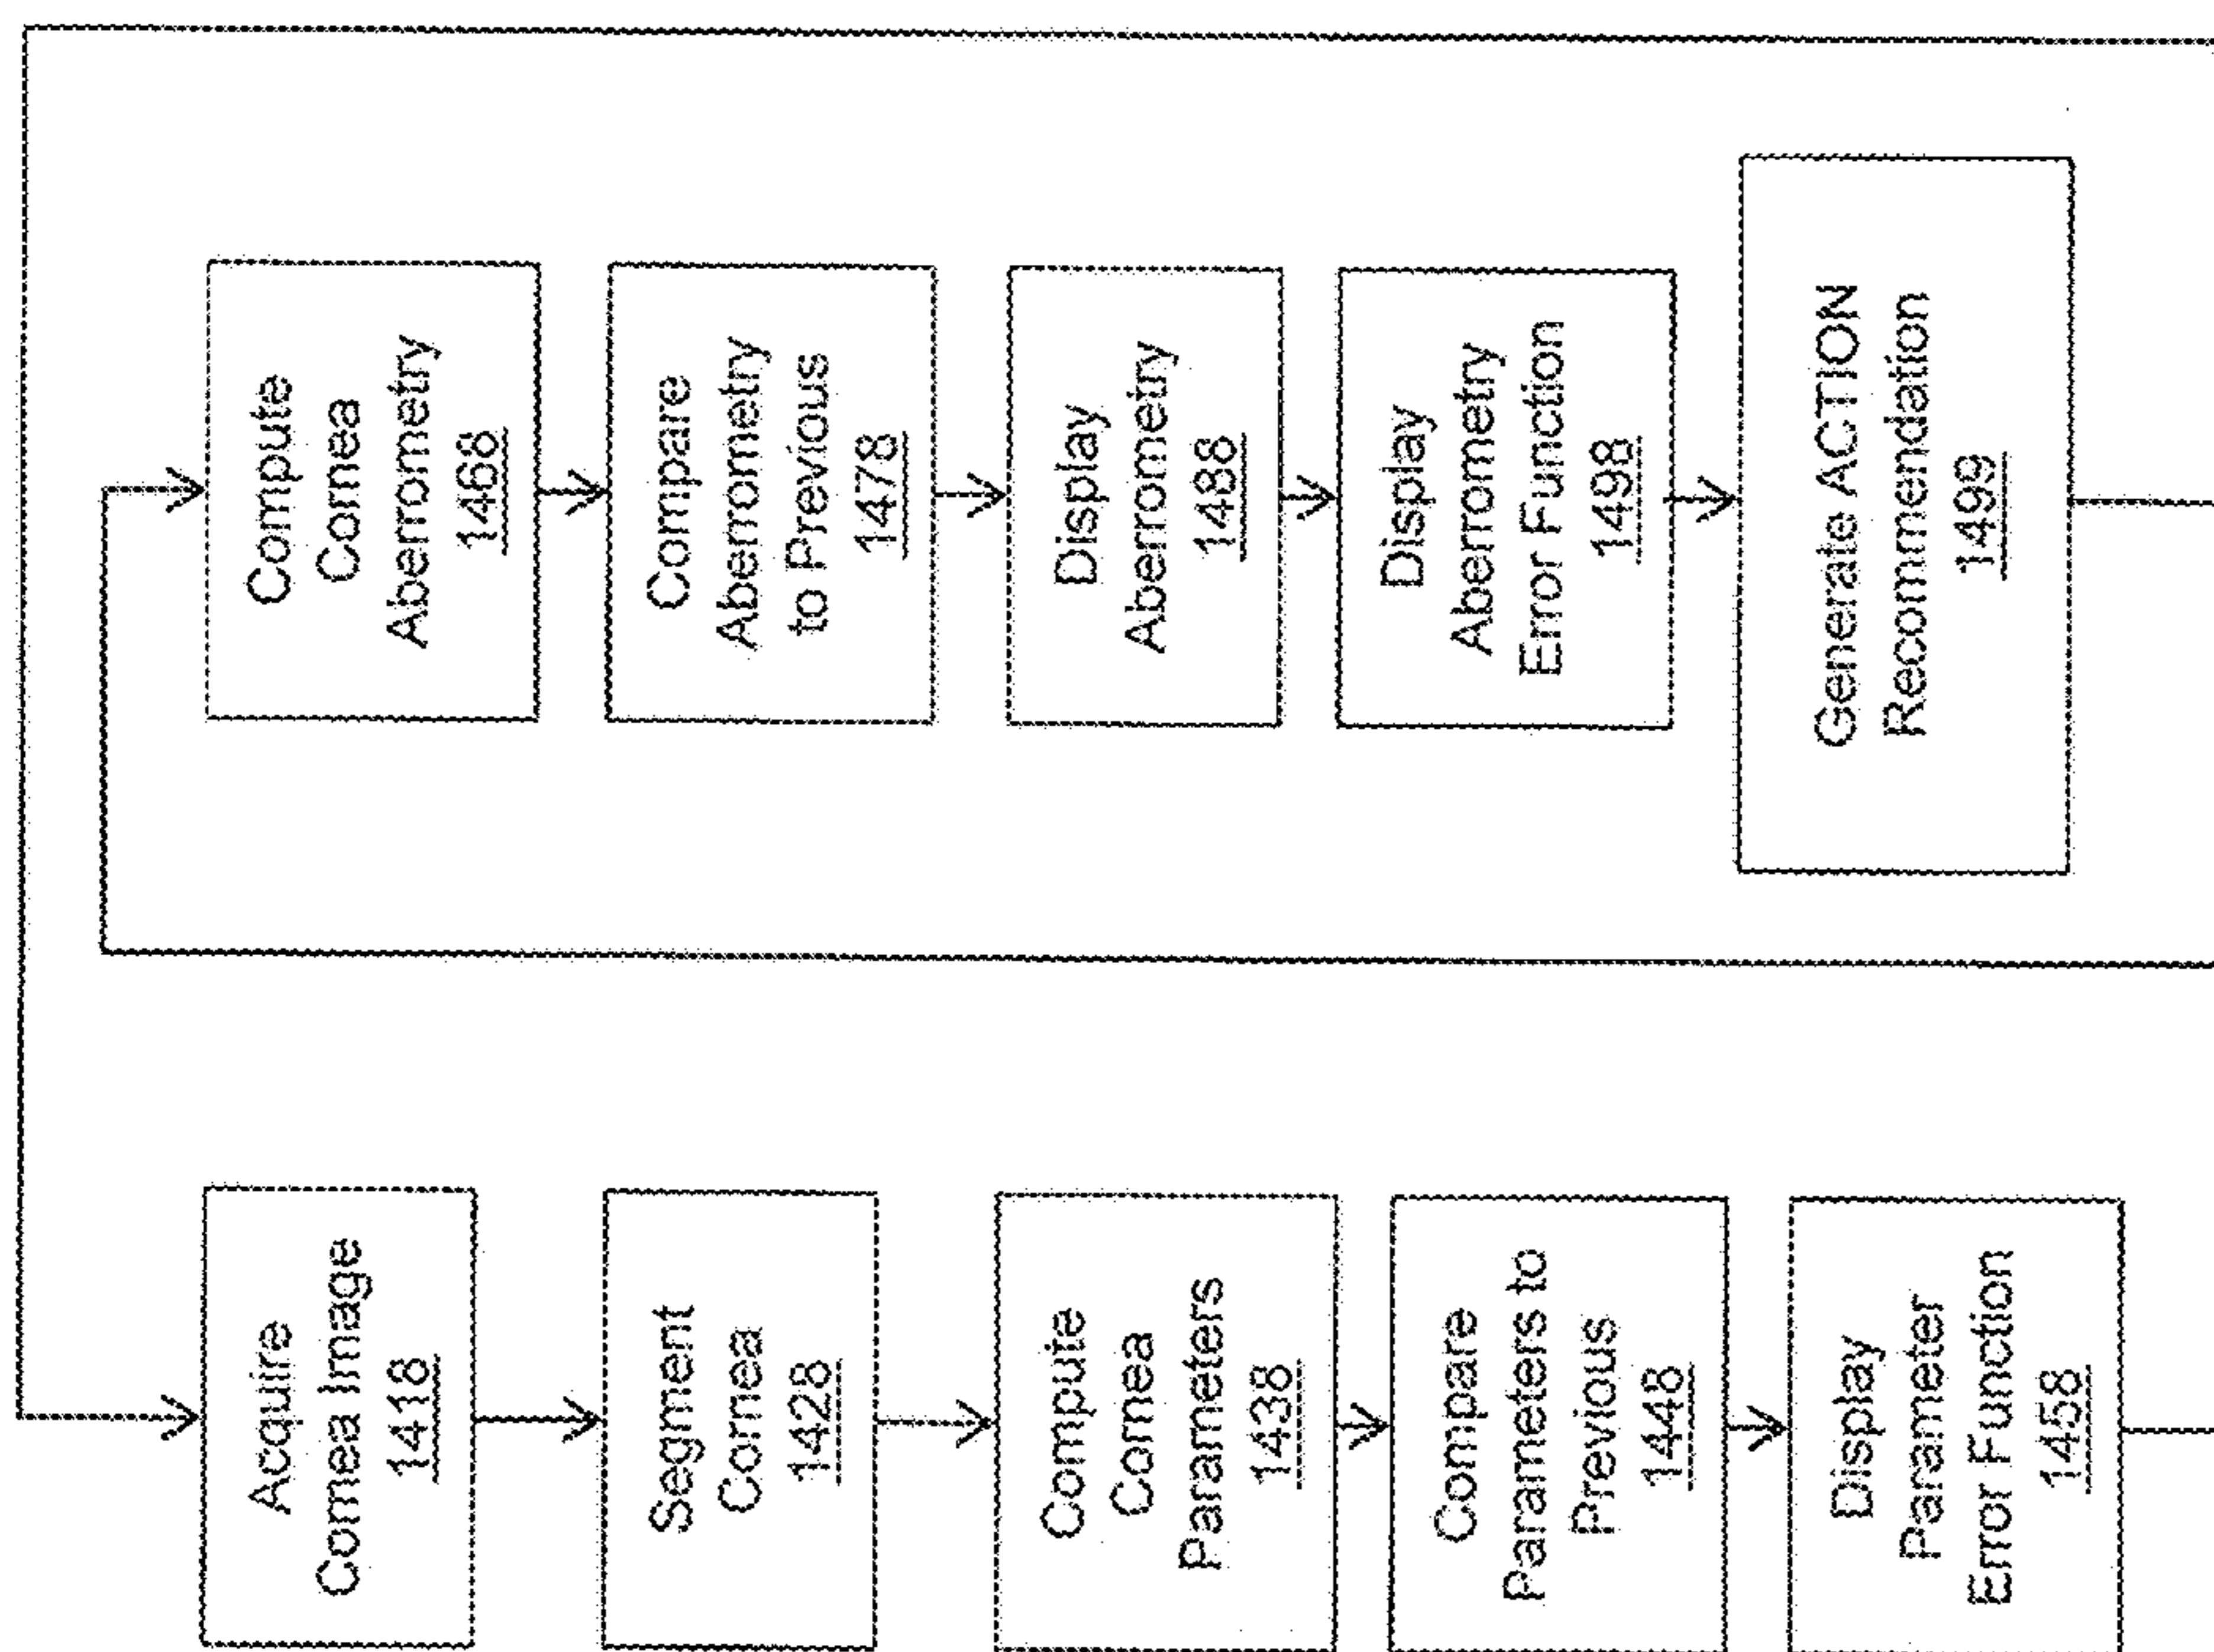 Acquire
Cornea Image
1418
Segment
Cornea
1428
Compute
Cornea
Parameters
1438
Compare
Parameters to
Previous
1448
Display
Parameter
Error Function
1458
Compute
Cornea
Aberrometry
1468
Compare
Aberrometry
to Previous
1478
Display
Aberrometry
1488
Display
Aberrometry
Error Function
1498
Generate ACTION
Recommendation
1499